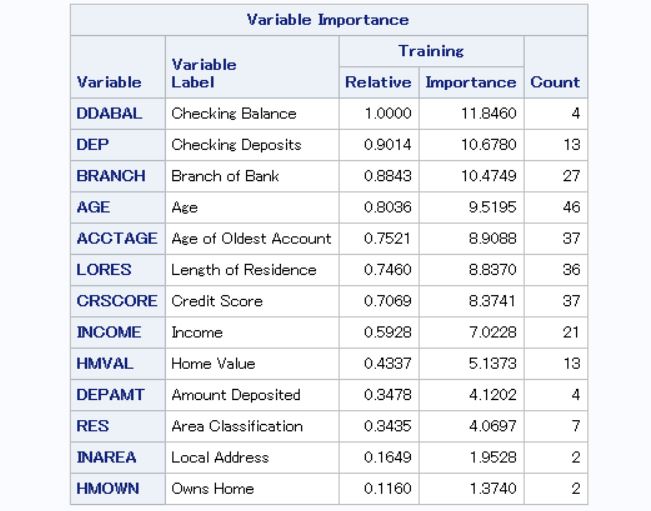 Variable Importance
Variable Variable Label Training Count
Relative Importance
DDABAL Checking Balance 1.0000 11.8460 4
DEP Checking Deposits 0.9014 10.6780 13
BRANCH Branch of Bank 0.8843 10.4749 27
AGE Age 0.8036 9.5195 46
ACCTAGE Age of Oldest Account 0.7521 8.9088 37
LORES Length of Residence 0.7460 8.8370 36
CRSCORE Credit Score 0.7069 8.3741 37
INCOME Income 0.5928 7.0228 21
HMVAL Home Value 0.4337 5.1373 13
DEPAMT Amount Deposited 0.3478 4.1202 4
RES Area Classification 0.3435 4.0697 7
INAREA Local Address 0.1649 1.9528 2
HMOWN Owns Home 0.1160 1.3740 2